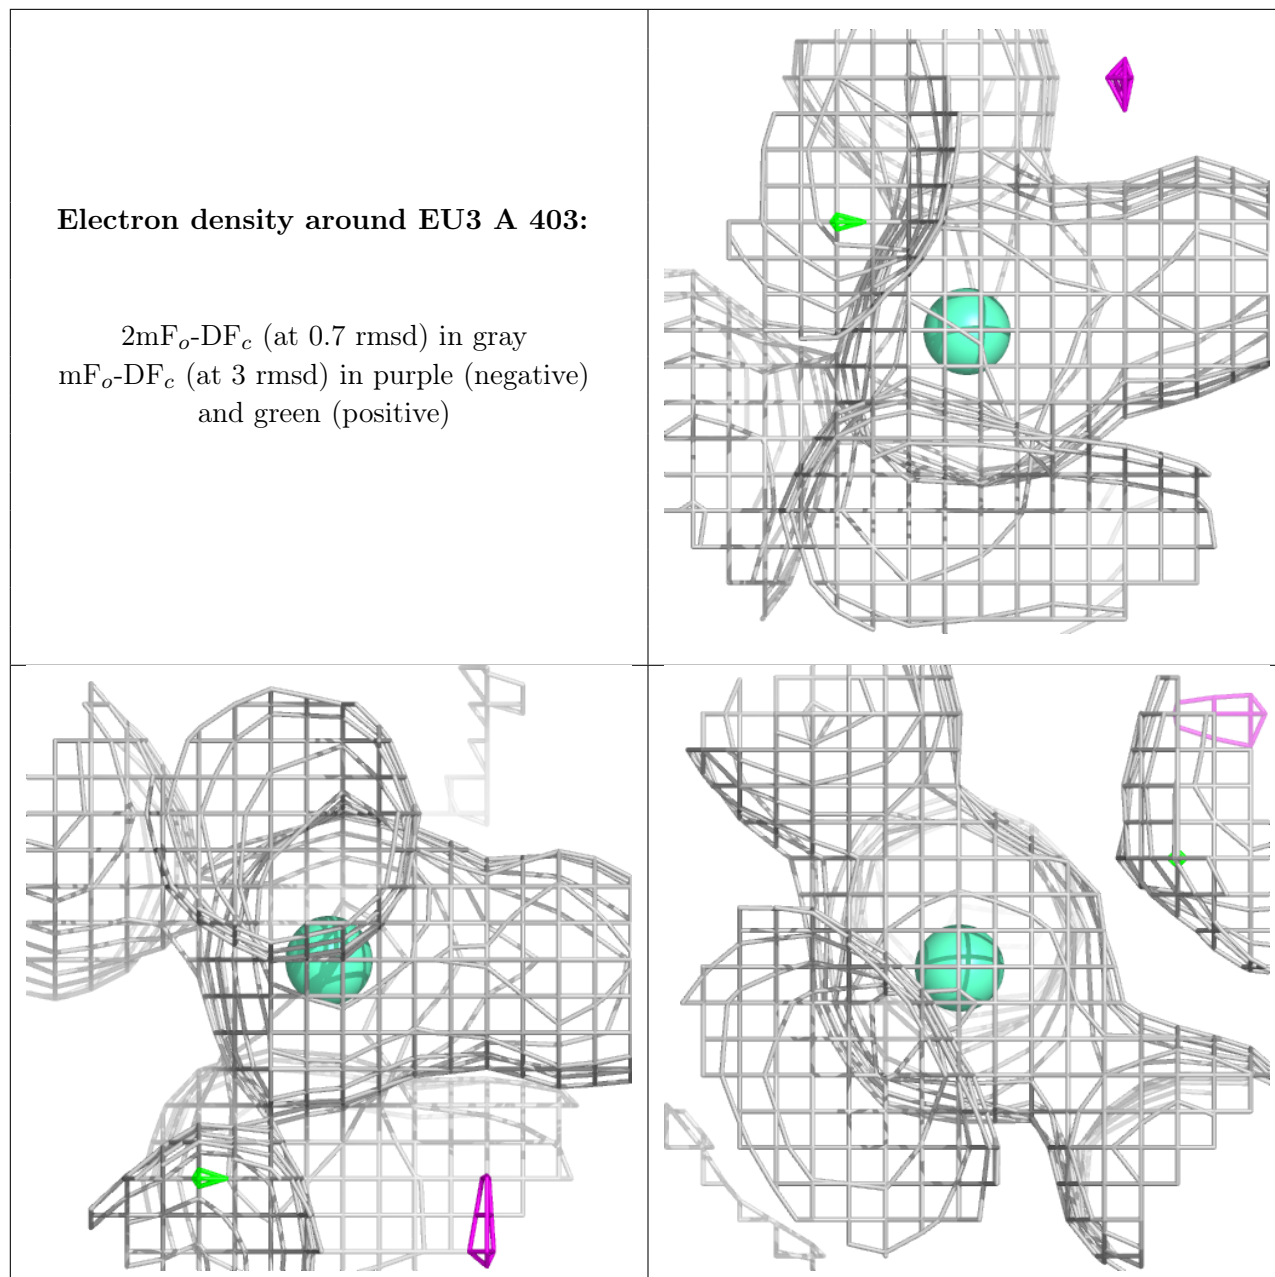 Electron density around EU3 A 403:
2mFo-DFc (at 0.7 rmsd) in gray
mFo-DFc (at 3 rmsd) in purple (negative)
and green (positive)